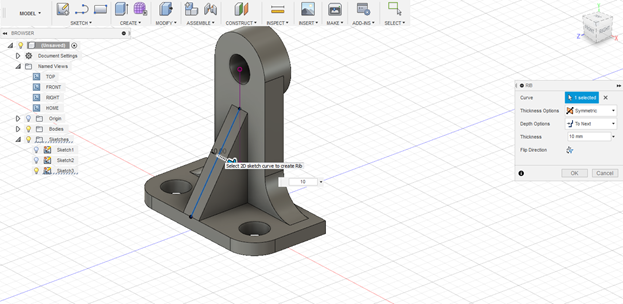 MODEL ▾
SKETCH ▾
CREATE ▾
MODIFY ▾
ASSEMBLE ▾
CONSTRUCT ▾
INSPECT ▾
INSERT ▾
MAKE ▾
ADD-INS ▾
SELECT ▾
BROWSER
(Unsaved)
Document Settings
Named Views
TOP
FRONT
RIGHT
HOME
Origin
Bodies
Sketches
Sketch1
Sketch2
Sketch3
Select 2D sketch curve to create Rib
10
Z
X
RIB
Curve 1 selected
Thickness Options Symmetric
Depth Options To Next
Thickness 10 mm
Flip Direction
OK Cancel